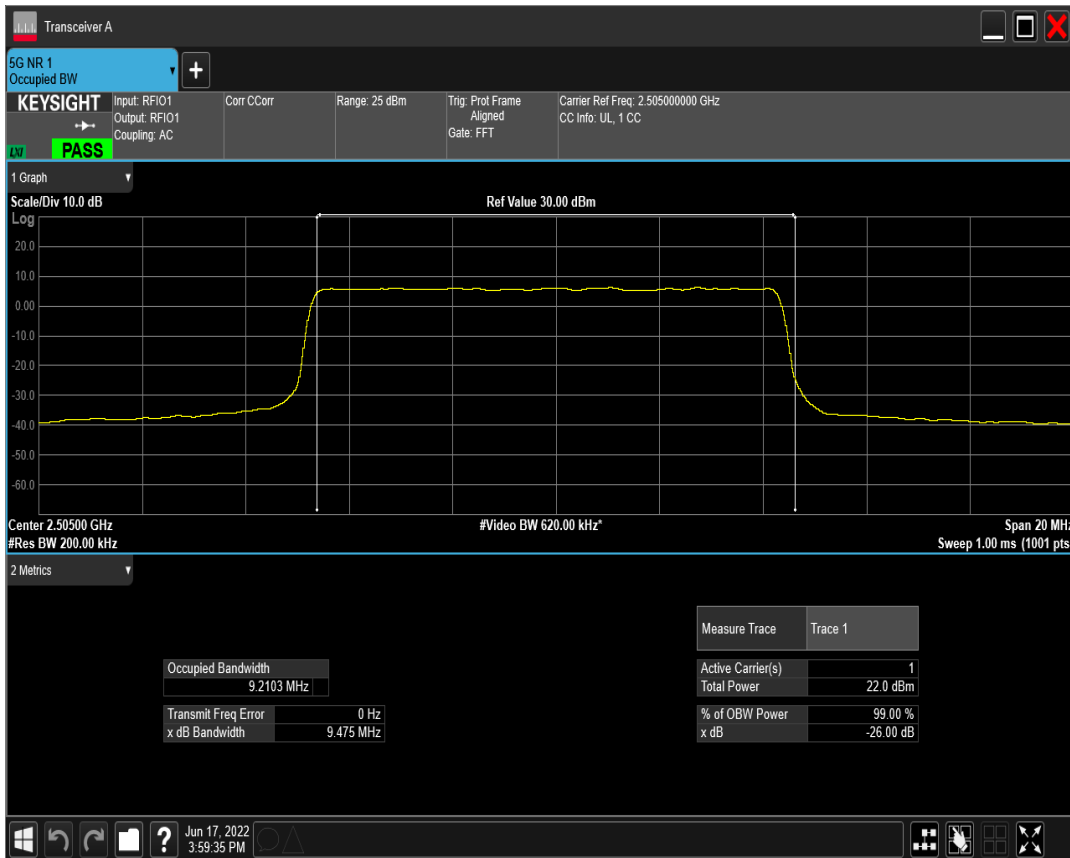 Transceiver A
5G NR 1
Occupied BW
KEYSIGHT
Input: RFIO1
Output: RFIO1
Coupling: AC
Corr CCorr
Range: 25 dBm
Trig: Prot Frame
Aligned
Gate: FFT
Carrier Ref Freq: 2.505000000 GHz
CC Info: UL, 1 CC
LXI
PASS
1 Graph
Scale/Div 10.0 dB
Ref Value 30.00 dBm
Log
20.0
10.0
0.00
-10.0
-20.0
-30.0
-40.0
-50.0
-60.0
Center 2.50500 GHz
#Video BW 620.00 kHz*
Span 20 MHz
#Res BW 200.00 kHz
Sweep 1.00 ms (1001 pts
2 Metrics
Measure Trace Trace 1
Occupied Bandwidth
9.2103 MHz
Active Carrier(s) 1
Total Power 22.0 dBm
Transmit Freq Error 0 Hz
x dB Bandwidth 9.475 MHz
% of OBW Power 99.00 %
x dB -26.00 dB
?
Jun 17, 2022
3:59:35 PM